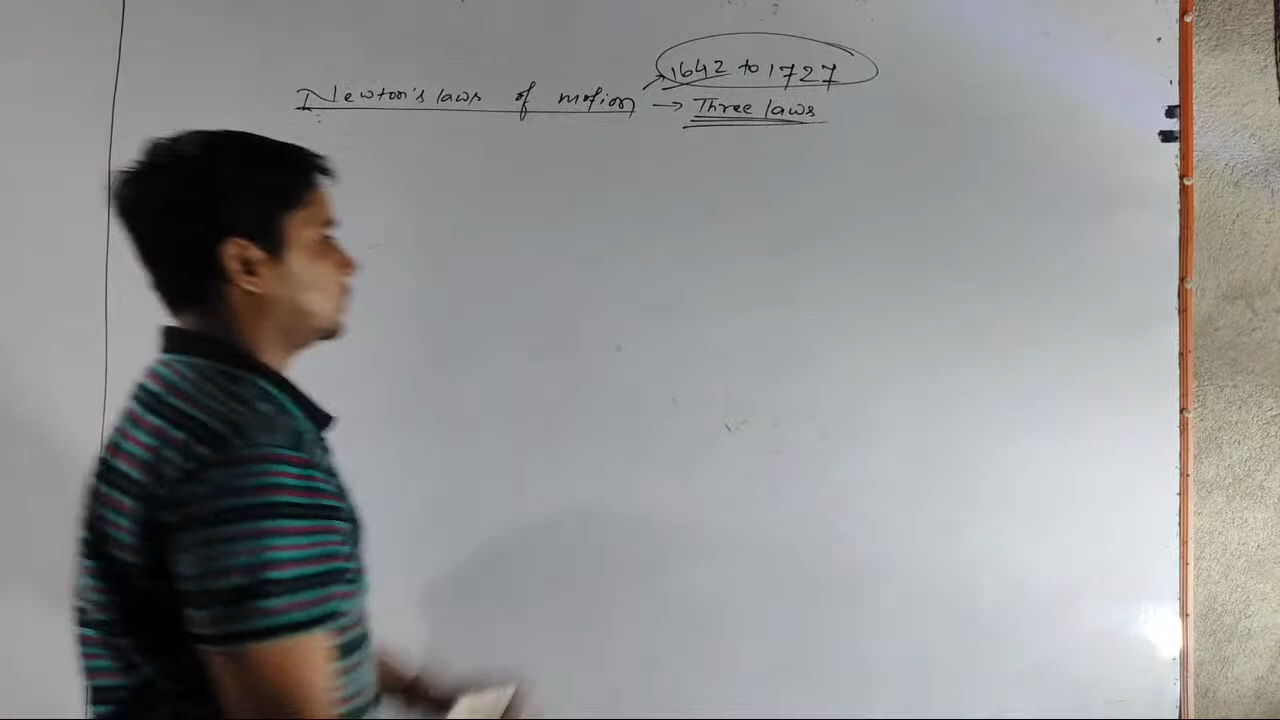 1642 to 1727
Newton's laws of motion → Three laws